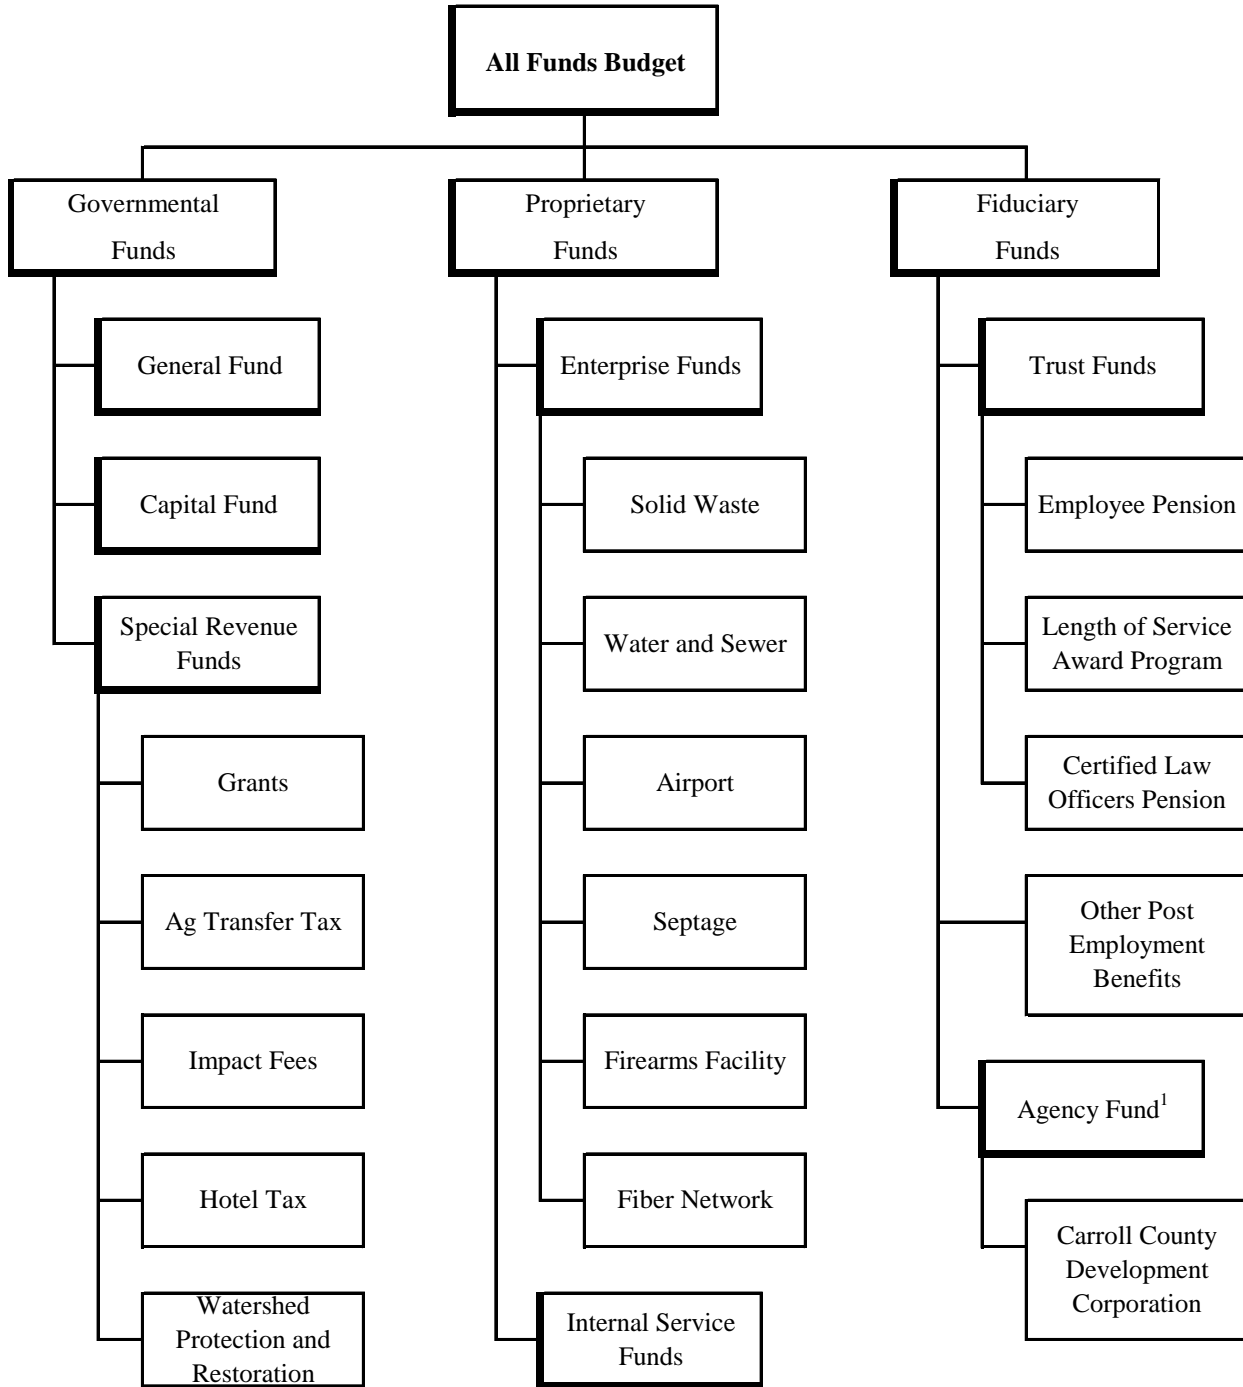 All Funds Budget
Governmental
Funds
General Fund
Capital Fund
Special Revenue
Funds
Grants
Ag Transfer Tax
Impact Fees
Hotel Tax
Watershed
Protection and
Restoration
Proprietary
Funds
Enterprise Funds
Solid Waste
Water and Sewer
Airport
Septage
Firearms Facility
Fiber Network
Internal Service
Funds
Fiduciary
Funds
Trust Funds
Employee Pension
Length of Service
Award Program
Certified Law
Officers Pension
Other Post
Employment
Benefits
Agency Fund¹
Carroll County
Development
Corporation